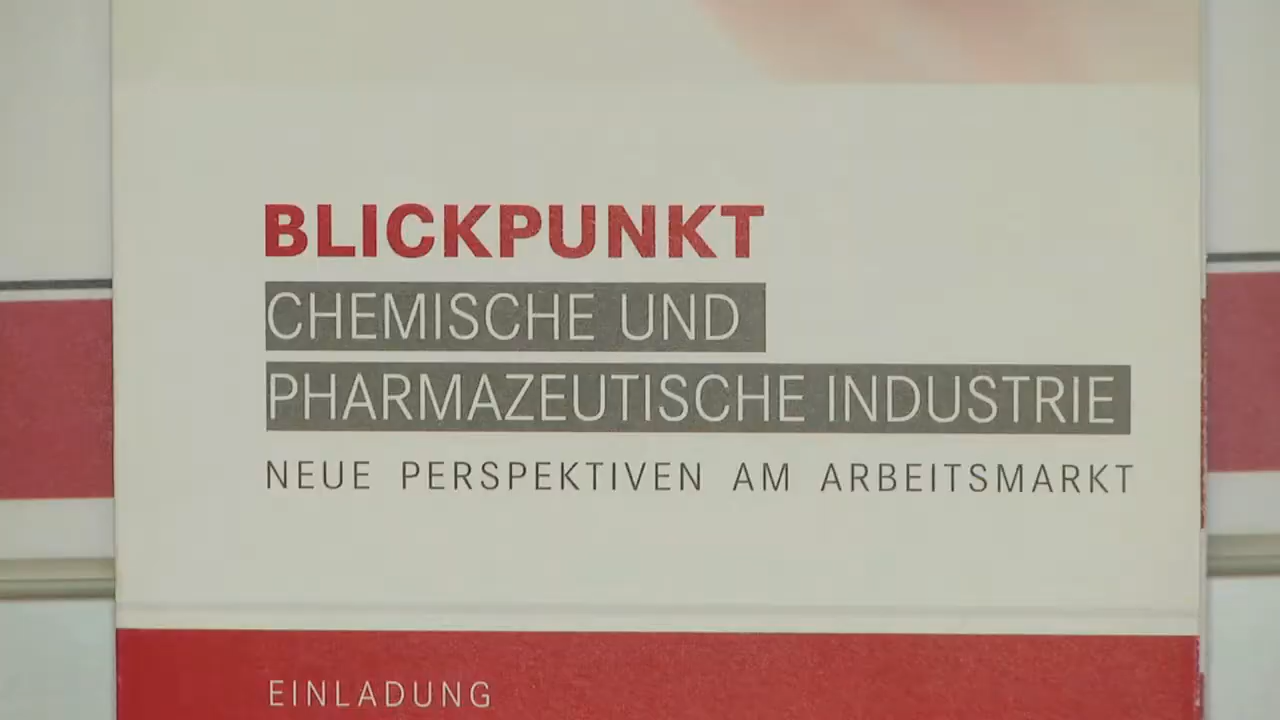 BLICKPUNKT
CHEMISCHE UND
PHARMAZEUTISCHE INDUSTRIE
NEUE PERSPEKTIVEN AM ARBEITSMARKT
EINLADUNG